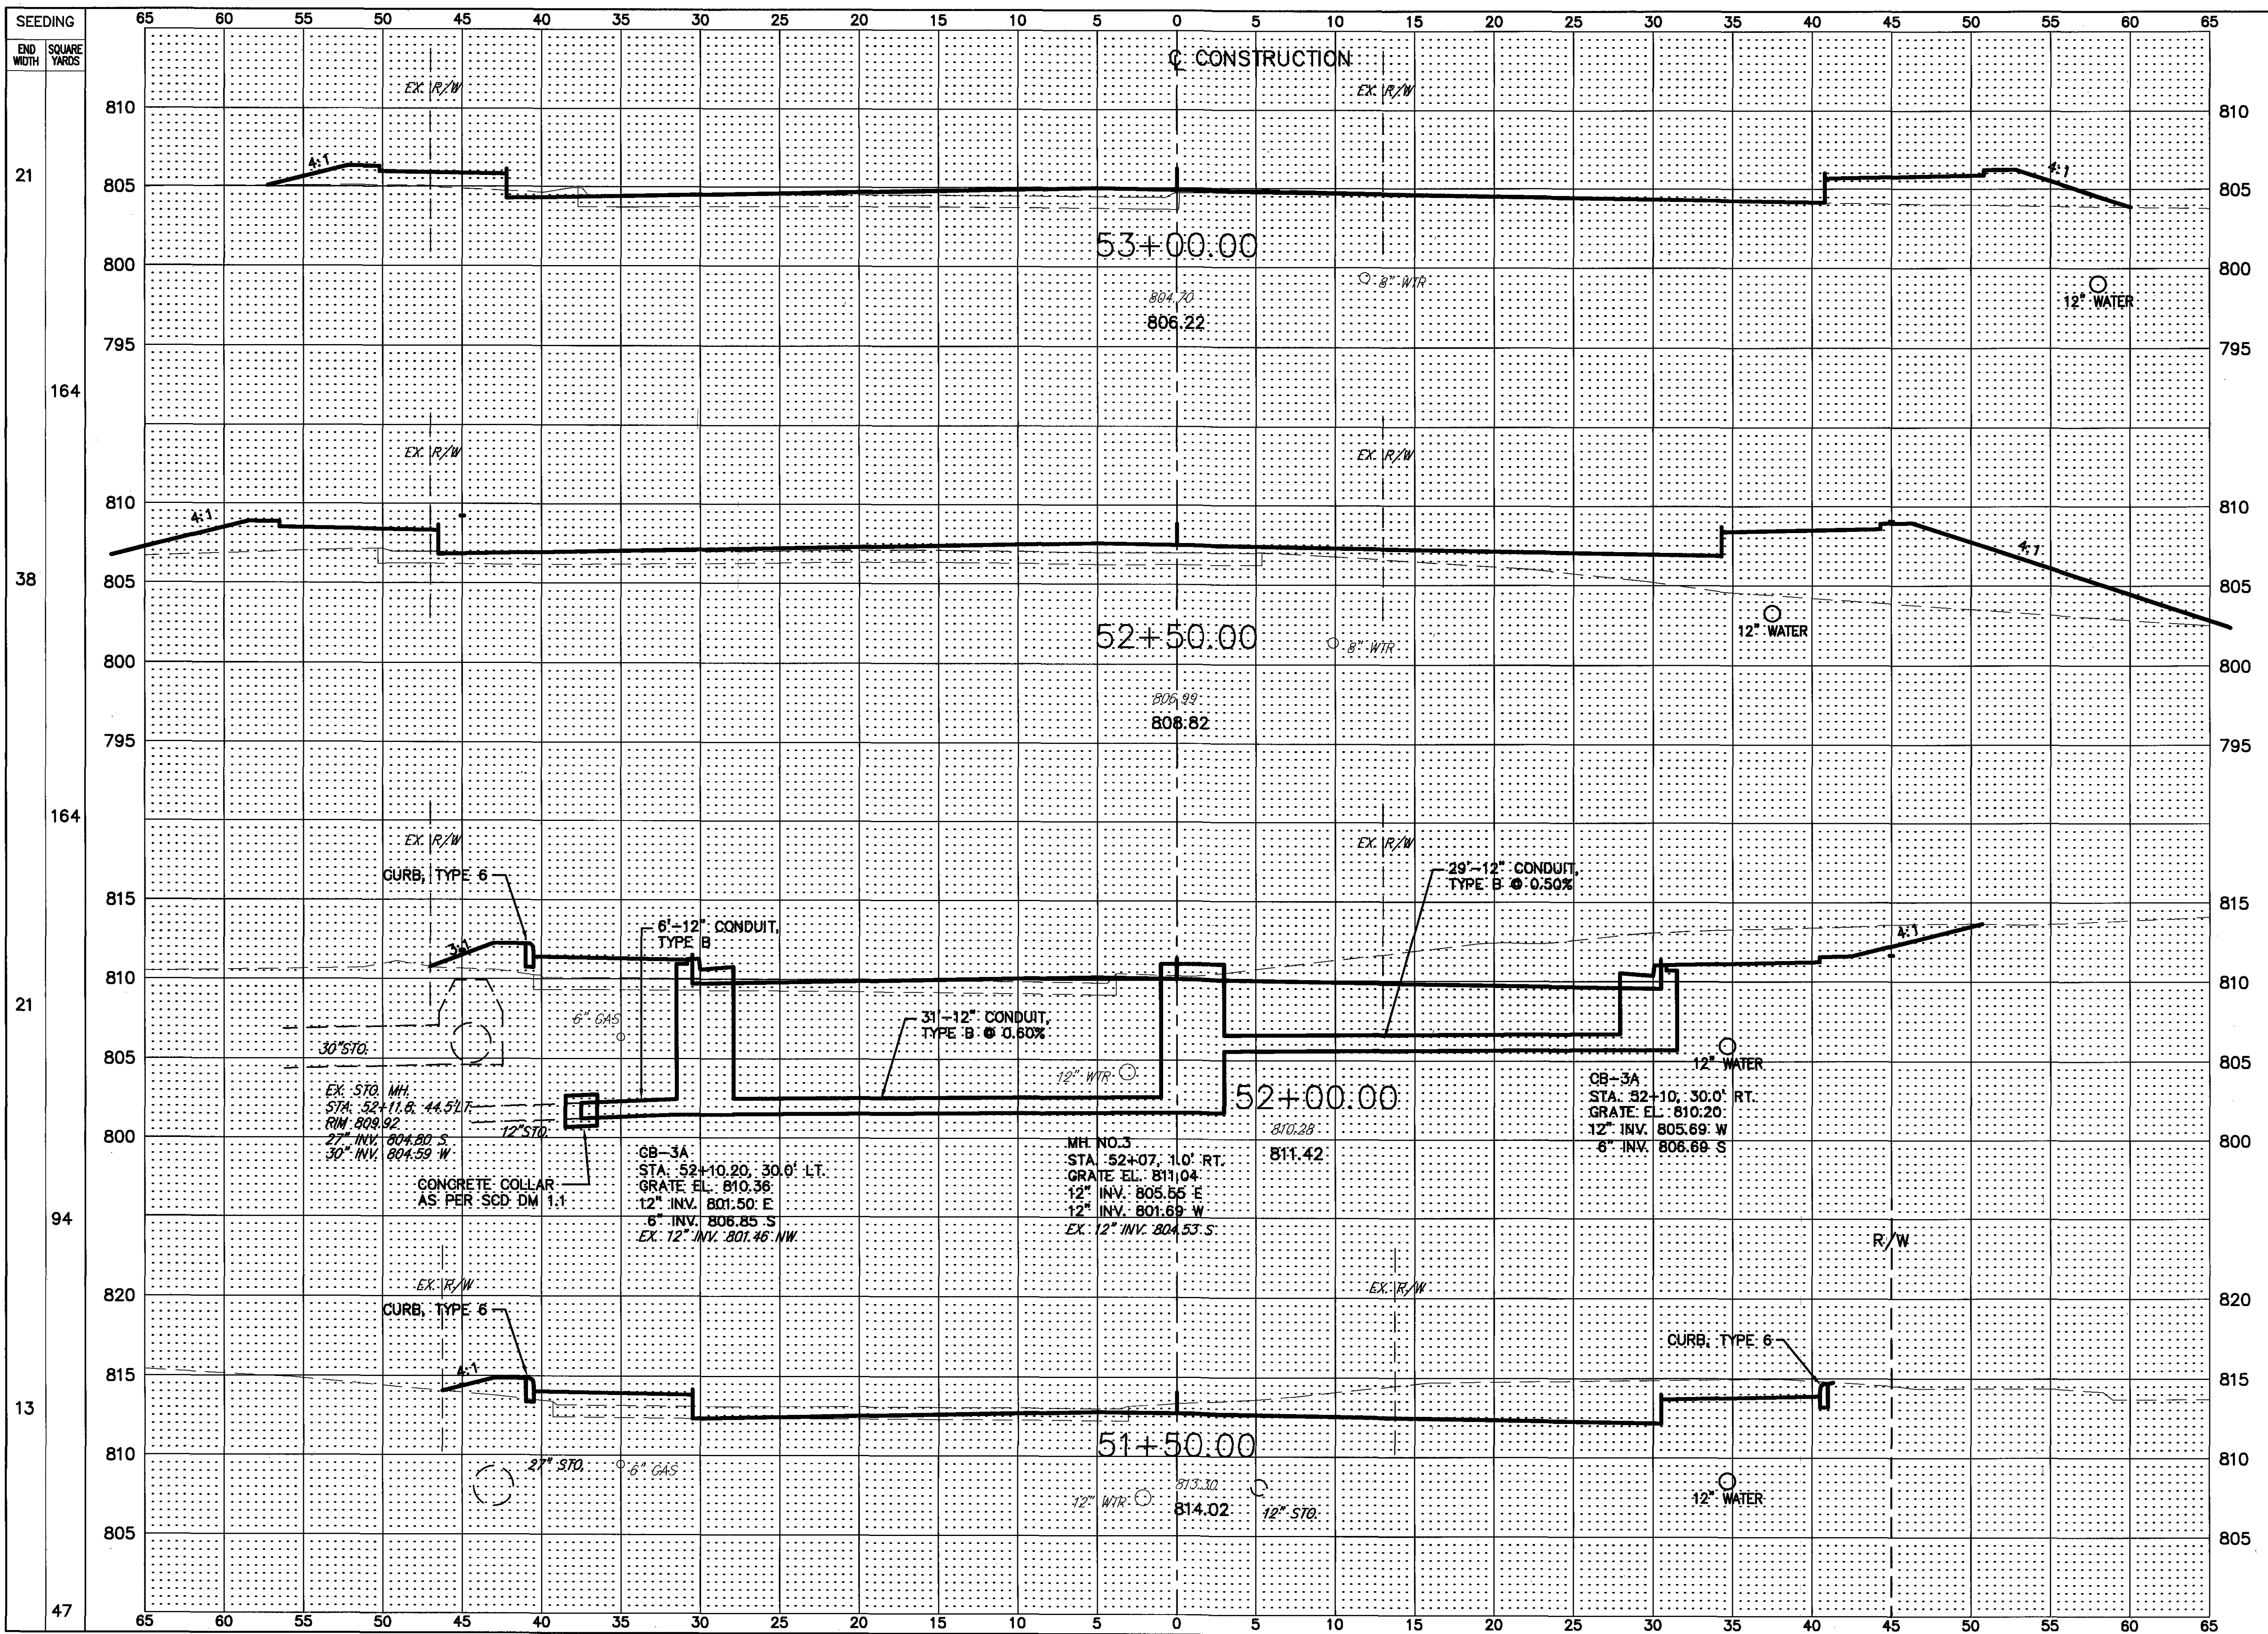 SEEDING
END WIDTH
SQUARE YARDS
65 60 55 50 45 40 35 30 25 20 15 10 5 0 5 10 15 20 25 30 35 40 45 50 55 60 65
℄ CONSTRUCTION
EX. R/W
EX. R/W
810
810
4:1
4:1
21
805
805
53+00.00
800
800
8" WTR
12" WATER
804.70
806.22
795
795
164
EX. R/W
EX. R/W
810
810
4:1
4:1
38
805
805
12" WATER
52+50.00
8" WTR
800
800
806.99
808.82
795
795
164
EX. R/W
EX. R/W
CURB, TYPE 6
29'-12" CONDUIT,
TYPE B @ 0.50%
815
815
6'-12" CONDUIT,
TYPE B
3:1
4:1
810
810
21
6" GAS
31'-12" CONDUIT,
TYPE B @ 0.60%
30"STO.
805
805
12" WTR
12" WATER
52+00.00
EX. STO. MH.
STA. 52+11.8, 44.5'LT.
RIM 809.92
27" INV. 804.80 S
30" INV. 804.59 W
12"STO.
800
800
CONCRETE COLLAR
AS PER SCD DM 1.1
CB-3A
STA. 52+10.20, 30.0' LT.
GRATE EL. 810.36
12" INV. 801.50 E
6" INV. 806.85 S
EX. 12" INV. 801.46 NW
MH NO.3
STA. 52+07, 1.0' RT.
GRATE EL. 811.04
12" INV. 805.55 E
12" INV. 801.69 W
EX. 12" INV. 804.53 S
810.28
811.42
CB-3A
STA. 52+10, 30.0' RT.
GRATE EL. 810.20
12" INV. 805.69 W
6" INV. 806.69 S
94
R/W
EX. R/W
EX. R/W
820
820
CURB, TYPE 6
CURB, TYPE 6
815
815
4:1
13
810
810
51+50.00
27" STO.
6" GAS
12" WTR
813.30
814.02
12" STO.
12" WATER
805
805
47
65 60 55 50 45 40 35 30 25 20 15 10 5 0 5 10 15 20 25 30 35 40 45 50 55 60 65